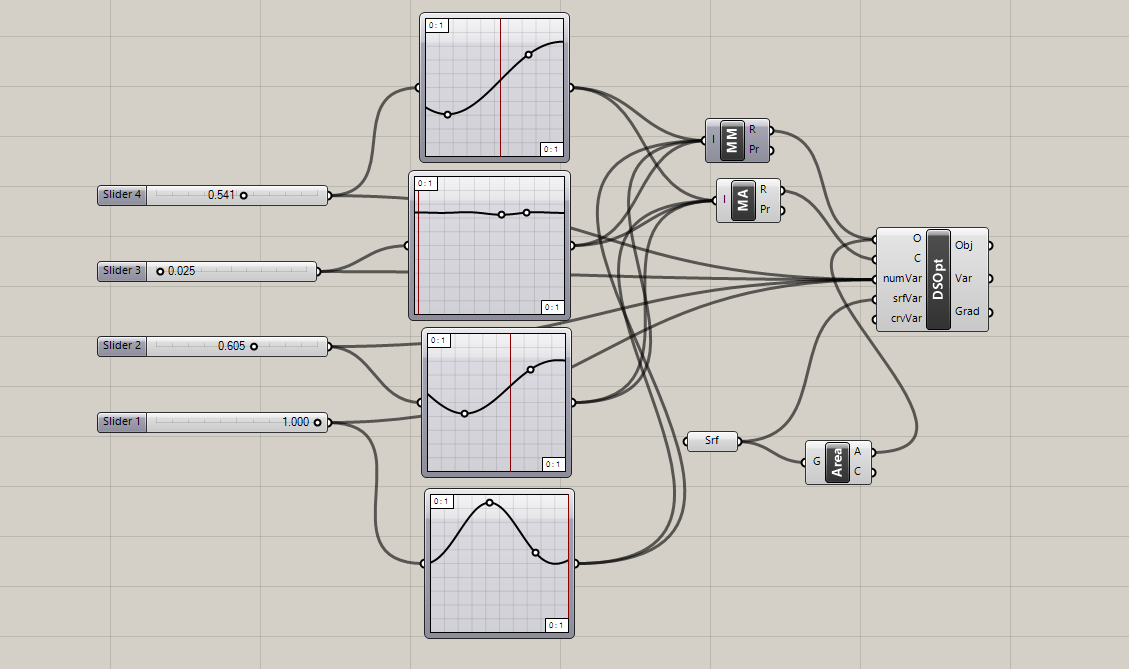 0 : 1
0 : 1
Slider 4
0.541
0 : 1
0 : 1
Slider 3
0.025
Slider 2
0.605
0 : 1
0 : 1
Slider 1
1.000
0 : 1
0 : 1
I
MM
R
Pr
I
MA
R
Pr
O
C
numVar
srfVar
crvVar
DSOpt
Obj
Var
Grad
Srf
G
Area
A
C